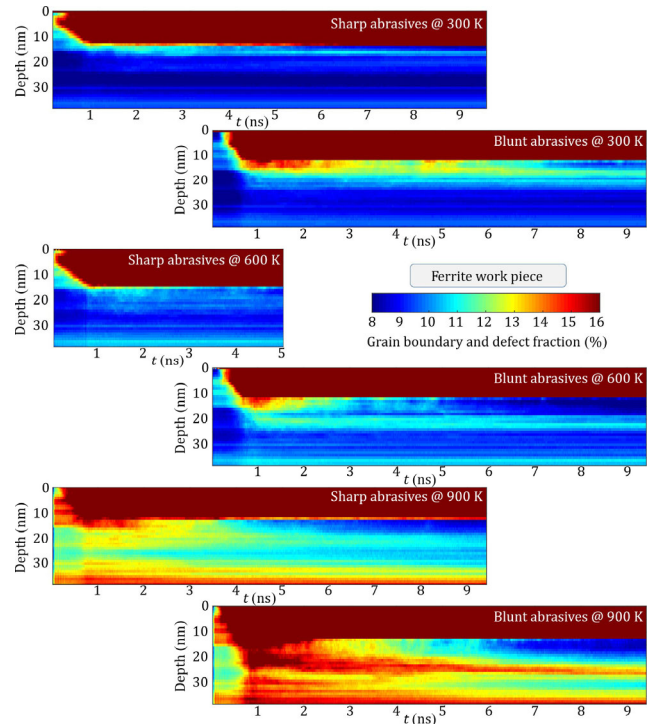 Sharp abrasives @ 300 K
Depth (nm)
0
10
20
30
1 2 3 4 5 6 7 8 9
t (ns)
Blunt abrasives @ 300 K
Depth (nm)
0
10
20
30
1 2 3 4 5 6 7 8 9
t (ns)
Sharp abrasives @ 600 K
Depth (nm)
0
10
20
30
1 2 3 4 5
t (ns)
Ferrite work piece
8 9 10 11 12 13 14 15 16
Grain boundary and defect fraction (%)
Blunt abrasives @ 600 K
Depth (nm)
0
10
20
30
1 2 3 4 5 6 7 8 9
t (ns)
Sharp abrasives @ 900 K
Depth (nm)
0
10
20
30
1 2 3 4 5 6 7 8 9
t (ns)
Blunt abrasives @ 900 K
Depth (nm)
0
10
20
30
1 2 3 4 5 6 7 8 9
t (ns)